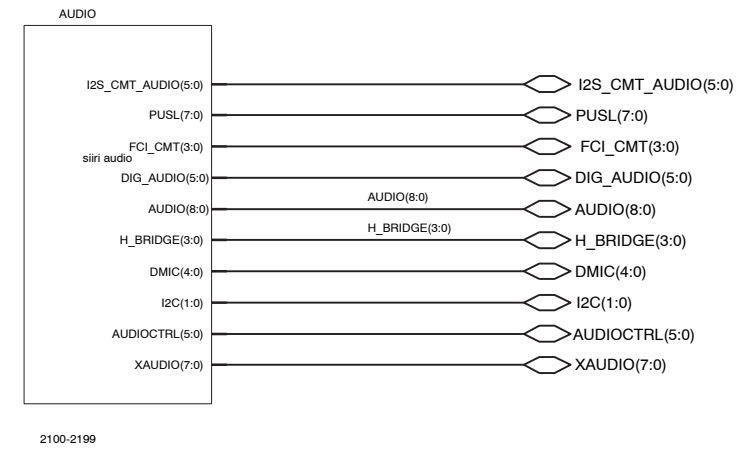 AUDIO
I2S_CMT_AUDIO(5:0) I2S_CMT_AUDIO(5:0)
PUSL(7:0) PUSL(7:0)
FCI_CMT(3:0) FCI_CMT(3:0)
siiri audio
DIG_AUDIO(5:0) DIG_AUDIO(5:0)
AUDIO(8:0) AUDIO(8:0) AUDIO(8:0)
H_BRIDGE(3:0) H_BRIDGE(3:0) H_BRIDGE(3:0)
DMIC(4:0) DMIC(4:0)
I2C(1:0) I2C(1:0)
AUDIOCTRL(5:0) AUDIOCTRL(5:0)
XAUDIO(7:0) XAUDIO(7:0)
2100-2199